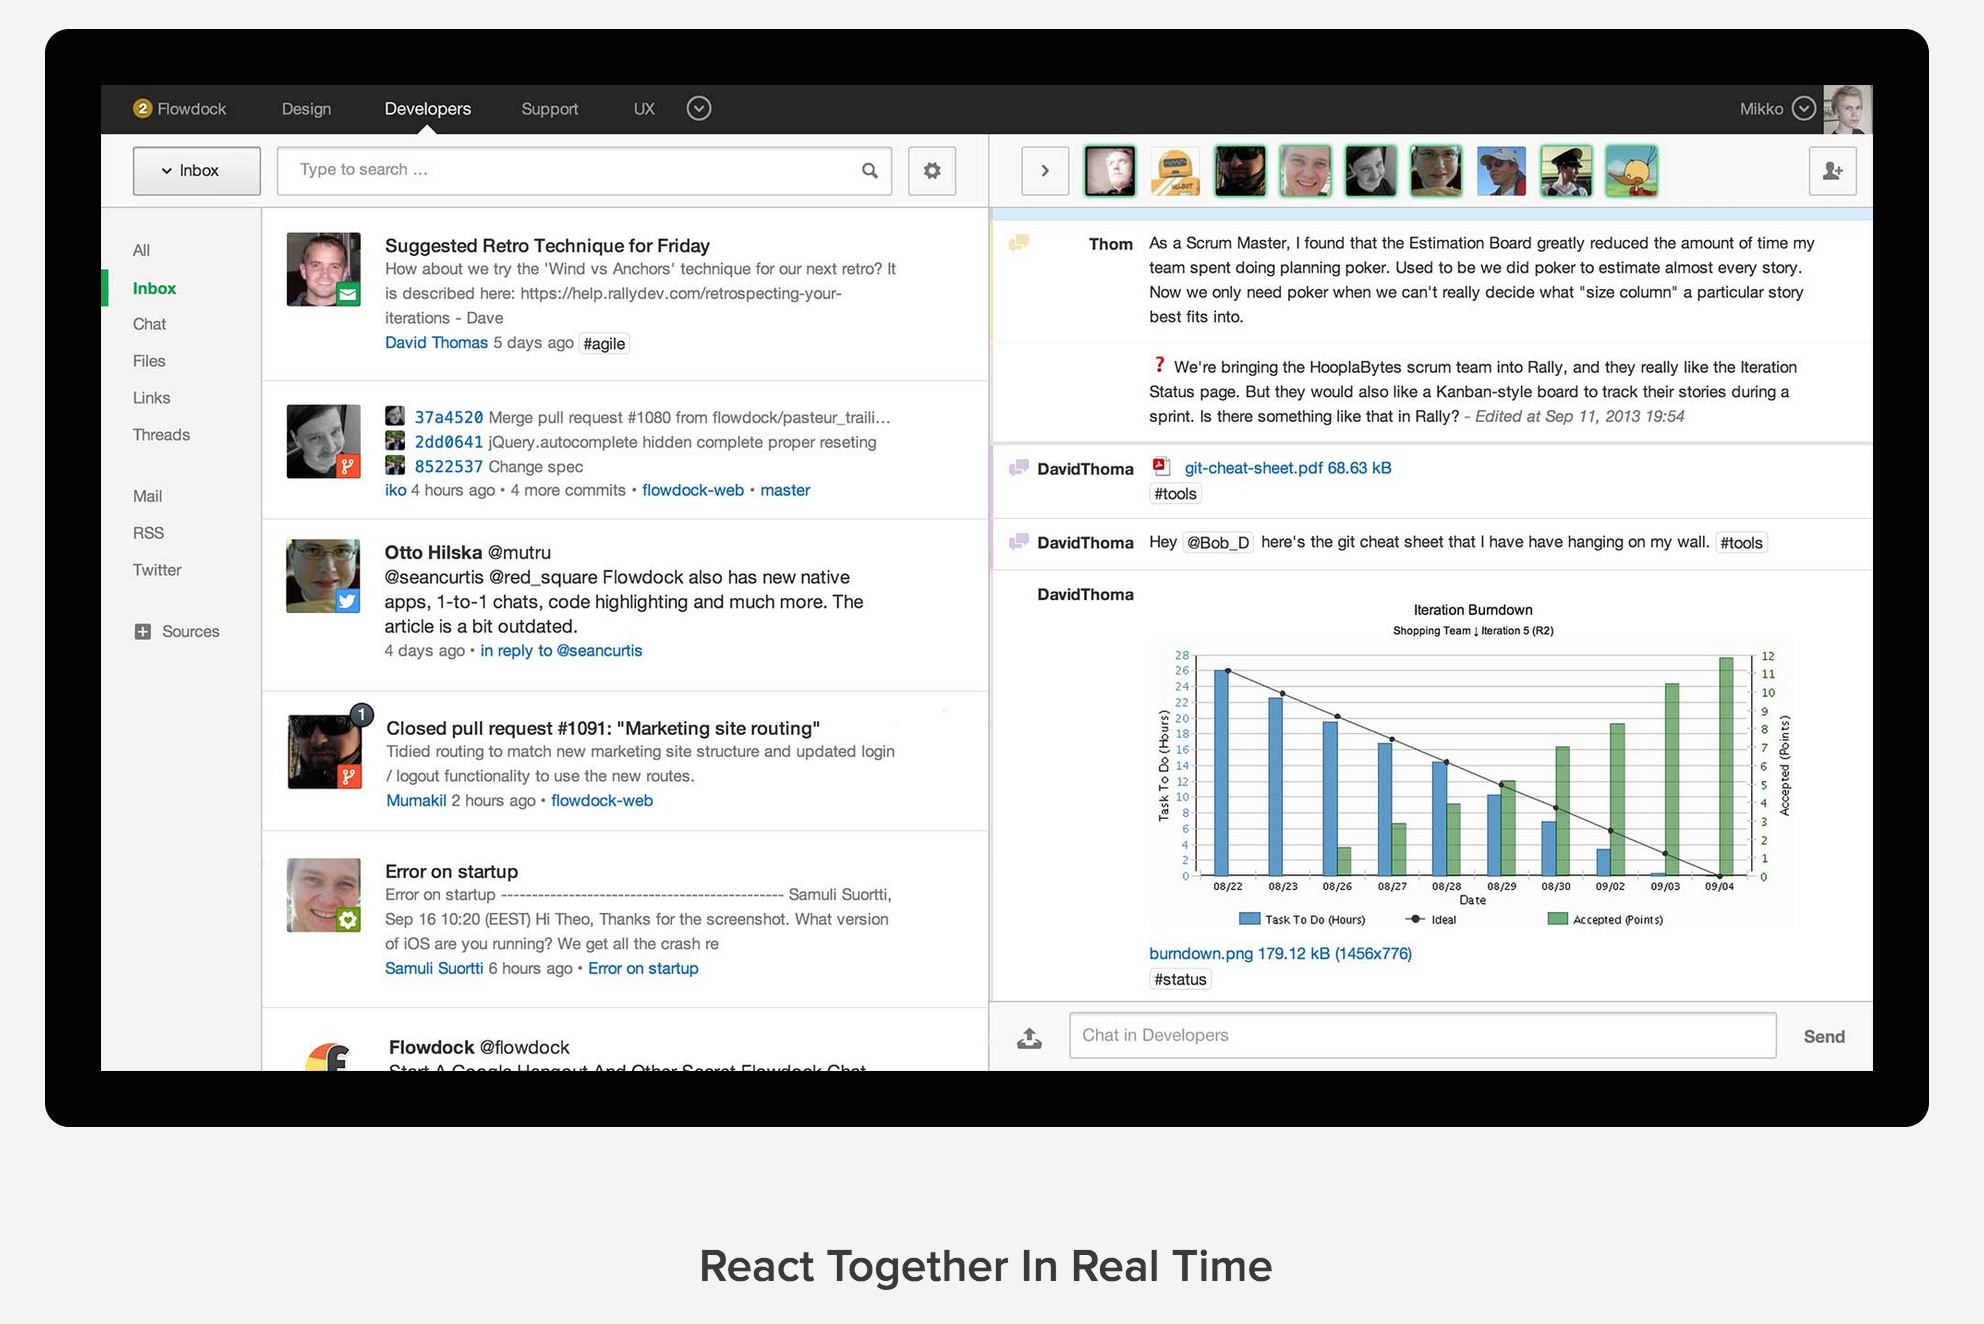 2 Flowdock Design Developers Support UX Mikko
Inbox
Type to search ...
All
Inbox
Chat
Files
Links
Threads
Mail
RSS
Twitter
Sources
Suggested Retro Technique for Friday
How about we try the 'Wind vs Anchors' technique for our next retro? It
is described here: https://help.rallydev.com/retrospecting-your-
iterations - Dave
David Thomas 5 days ago #agile
37a4520 Merge pull request #1080 from flowdock/pasteur_traili...
2dd0641 jQuery.autocomplete hidden complete proper reseting
8522537 Change spec
iko 4 hours ago • 4 more commits • flowdock-web • master
Otto Hilska @mutru
@seancurtis @red_square Flowdock also has new native
apps, 1-to-1 chats, code highlighting and much more. The
article is a bit outdated.
4 days ago • in reply to @seancurtis
1
Closed pull request #1091: "Marketing site routing"
Tidied routing to match new marketing site structure and updated login
/ logout functionality to use the new routes.
Mumakil 2 hours ago • flowdock-web
Error on startup
Error on startup ---------------------------------------------- Samuli Suortti,
Sep 16 10:20 (EEST) Hi Theo, Thanks for the screenshot. What version
of iOS are you running? We get all the crash re
Samuli Suortti 6 hours ago • Error on startup
Flowdock @flowdock
Start A Google Hangout And Other Secret Flowdock Chat
Thom As a Scrum Master, I found that the Estimation Board greatly reduced the amount of time my
team spent doing planning poker. Used to be we did poker to estimate almost every story.
Now we only need poker when we can't really decide what "size column" a particular story
best fits into.
? We're bringing the HooplaBytes scrum team into Rally, and they really like the Iteration
Status page. But they would also like a Kanban-style board to track their stories during a
sprint. Is there something like that in Rally? - Edited at Sep 11, 2013 19:54
DavidThoma git-cheat-sheet.pdf 68.63 kB
#tools
DavidThoma Hey @Bob_D here's the git cheat sheet that I have have hanging on my wall. #tools
DavidThoma
Iteration Burndown
Shopping Team ↓ Iteration 5 (R2)
Task To Do (Hours)
28
26
24
22
20
18
16
14
12
10
8
6
4
2
0
12
11
10
9
8
7
6
5
4
3
2
1
0
Accepted (Points)
08/22 08/23 08/26 08/27 08/28 08/29 08/30 09/02 09/03 09/04
Date
Task To Do (Hours) Ideal Accepted (Points)
burndown.png 179.12 kB (1456x776)
#status
Chat in Developers Send
React Together In Real Time